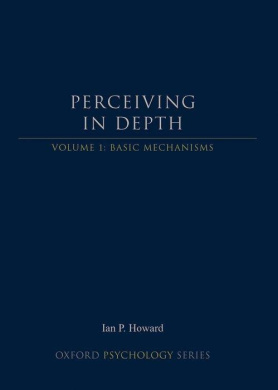 PERCEIVING
IN DEPTH
VOLUME 1: BASIC MECHANISMS
Ian P. Howard
OXFORD PSYCHOLOGY SERIES